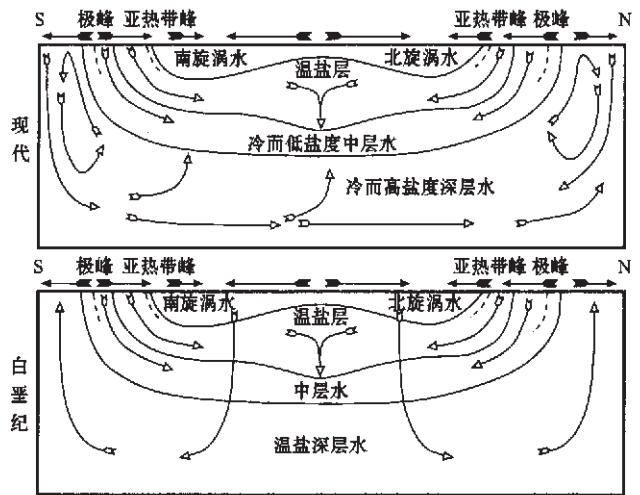 S 极峰 亚热带峰 亚热带峰 极峰 N
南旋涡水 北旋涡水
温盐层
冷而低盐度中层水
冷而高盐度深层水
现代
S 极峰 亚热带峰 亚热带峰 极峰 N
南旋涡水 北旋涡水
温盐层
中层水
温盐深层水
白垩纪